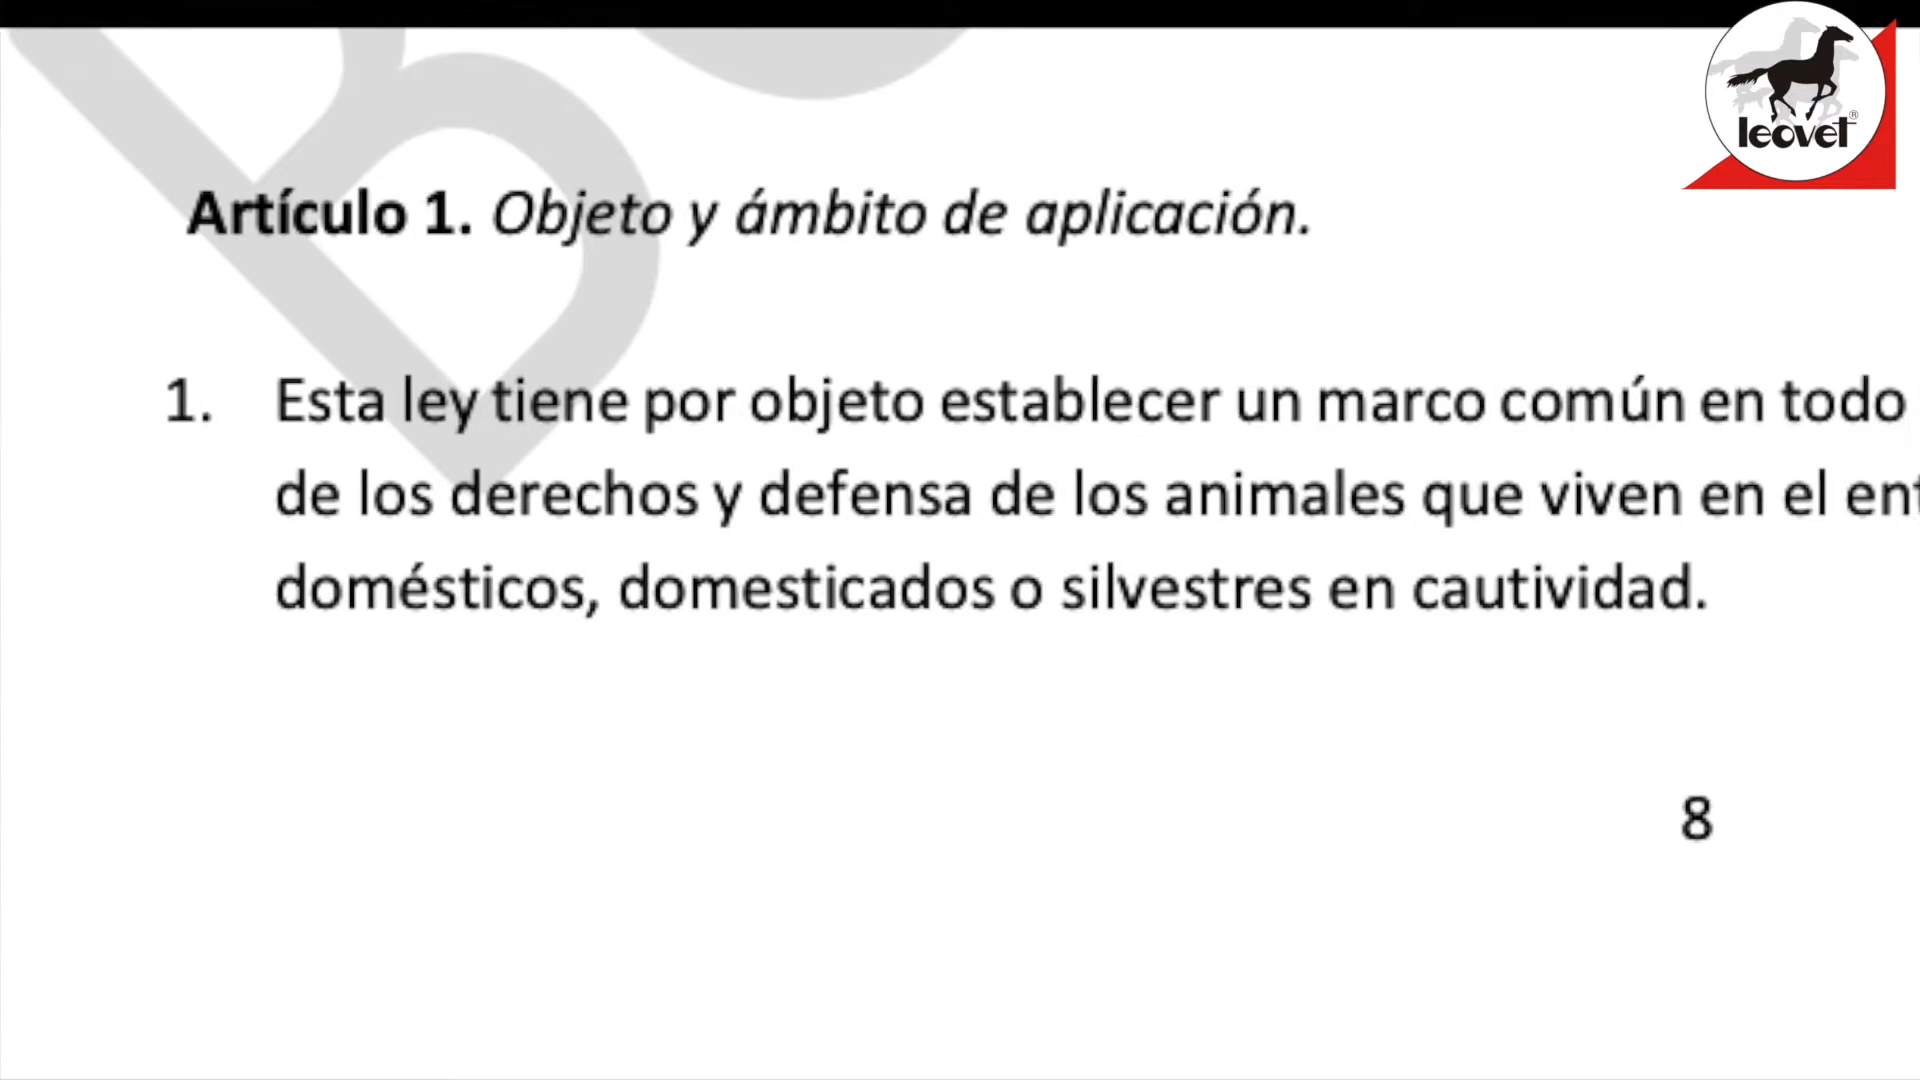 leovet®
Artículo 1. Objeto y ámbito de aplicación.
1. Esta ley tiene por objeto establecer un marco común en todo
de los derechos y defensa de los animales que viven en el
domésticos, domesticados o silvestres en cautividad.
8